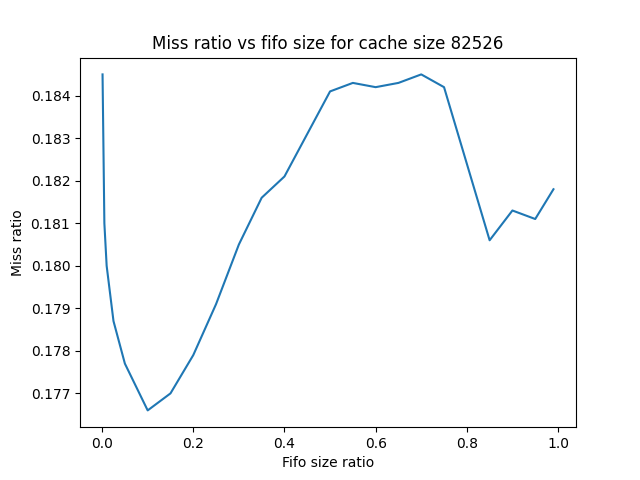 Miss ratio vs fifo size for cache size 82526
0.184
0.183
0.182
0.181
0.180
0.179
0.178
0.177
Miss ratio
0.0 0.2 0.4 0.6 0.8 1.0
Fifo size ratio